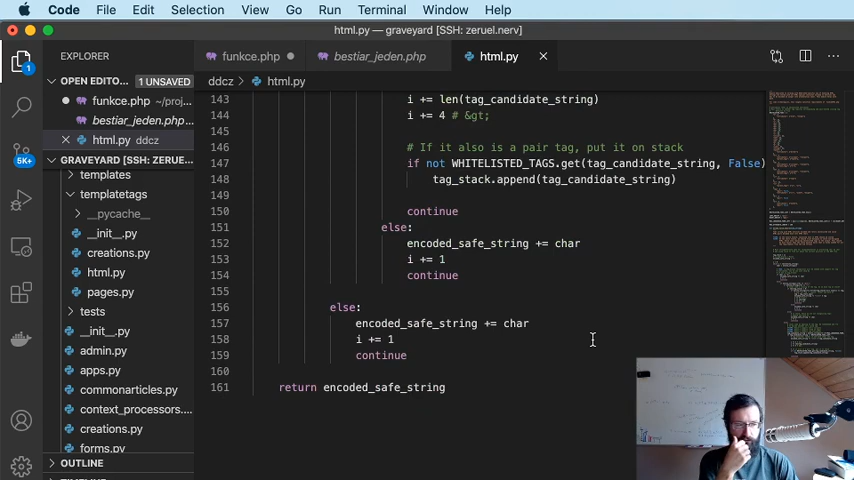 Code File Edit Selection View Go Run Terminal Window Help
html.py — graveyard [SSH: zeruel.nerv]
EXPLORER
funkce.php
bestiar_jeden.php
html.py
ddcz > html.py
OPEN EDITO... 1 UNSAVED
funkce.php ~/proj...
bestiar_jeden.php...
html.py ddcz
GRAVEYARD [SSH: ZERUE...
templates
templatetags
__pycache__
__init__.py
creations.py
html.py
pages.py
tests
__init__.py
admin.py
apps.py
commonarticles.py
context_processors....
creations.py
forms.py
OUTLINE
1
5K+
143 i += len(tag_candidate_string)
144 i += 4 # &gt;
145
146 # If it also is a pair tag, put it on stack
147 if not WHITELISTED_TAGS.get(tag_candidate_string, False)
148 tag_stack.append(tag_candidate_string)
149
150 continue
151 else:
152 encoded_safe_string += char
153 i += 1
154 continue
155
156 else:
157 encoded_safe_string += char
158 i += 1
159 continue
160
161 return encoded_safe_string